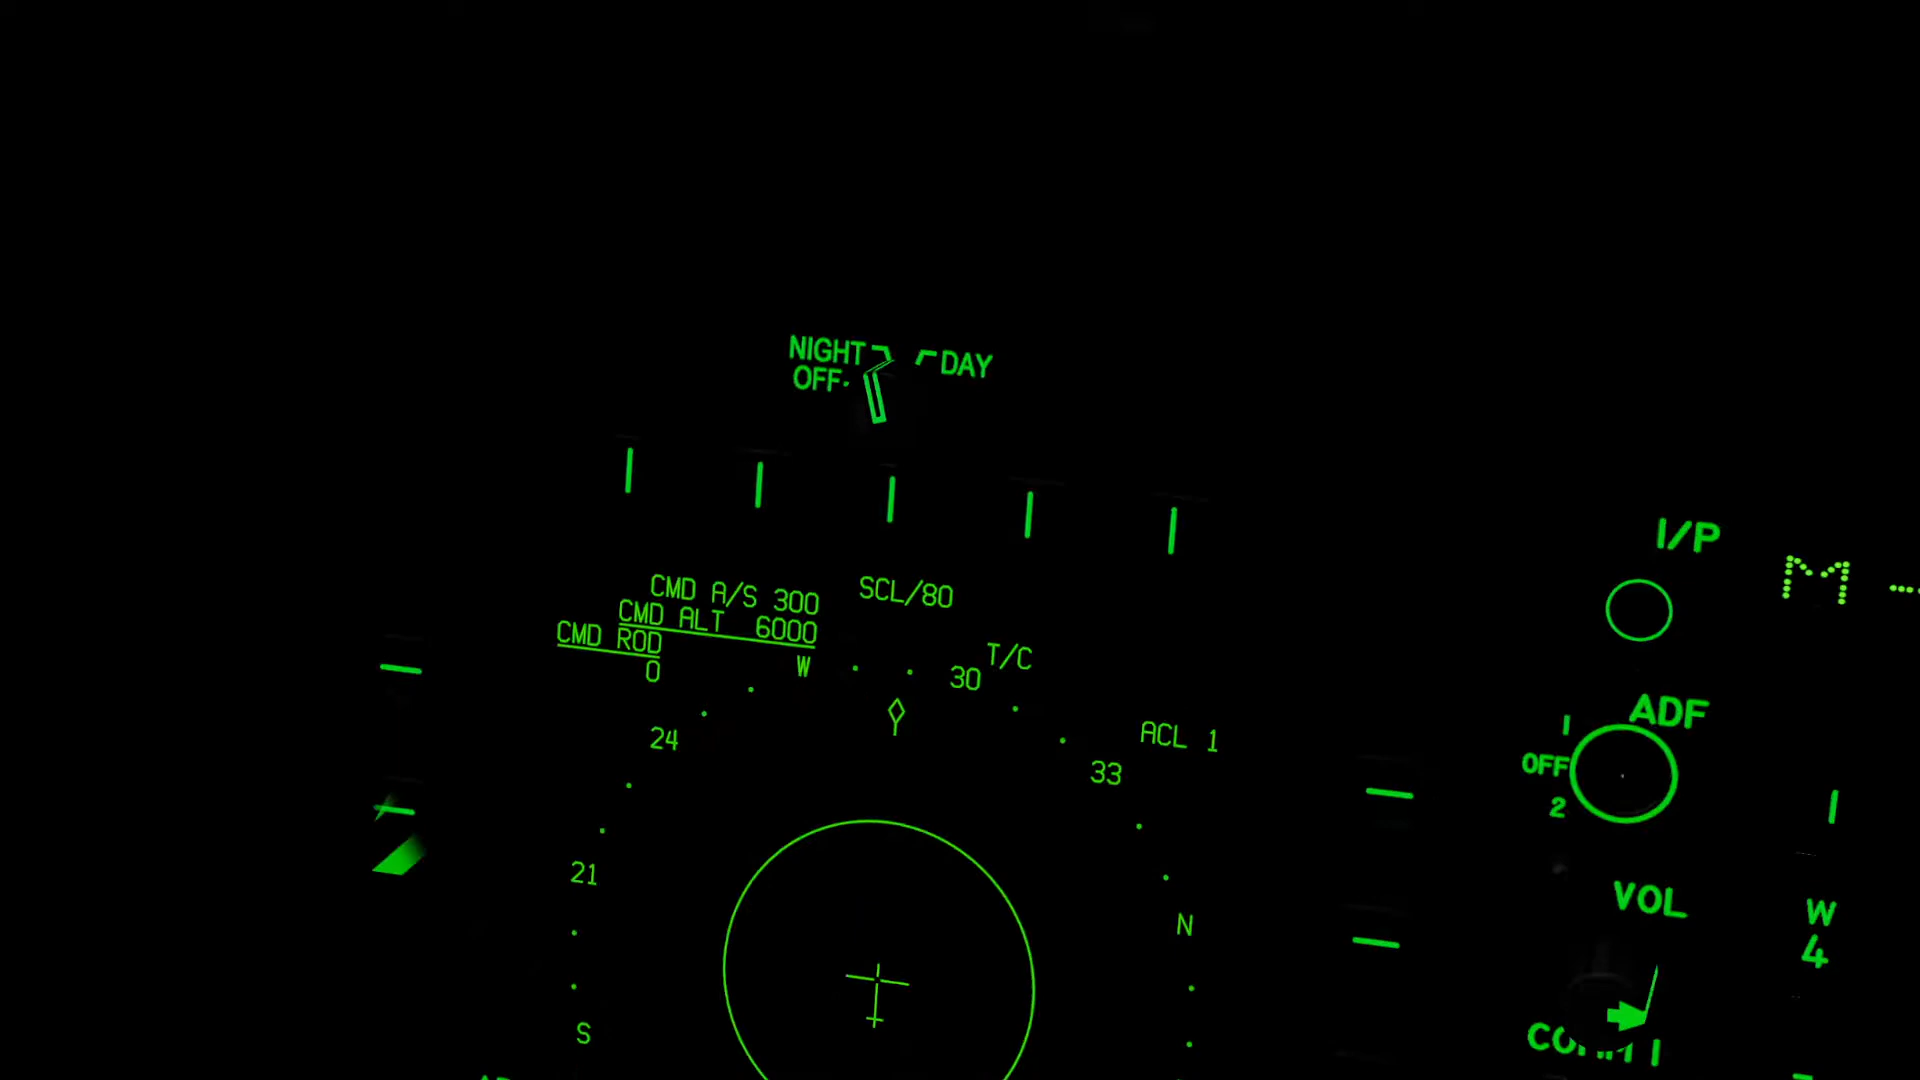 NIGHT DAY
OFF
I/P
M -
CMD A/S 300 SCL/80
CMD ALT 6000
CMD ROD
0
W 30 T/C
ADF
1
OFF
2
24 ACL 1
33
21
VOL
N
W
4
S